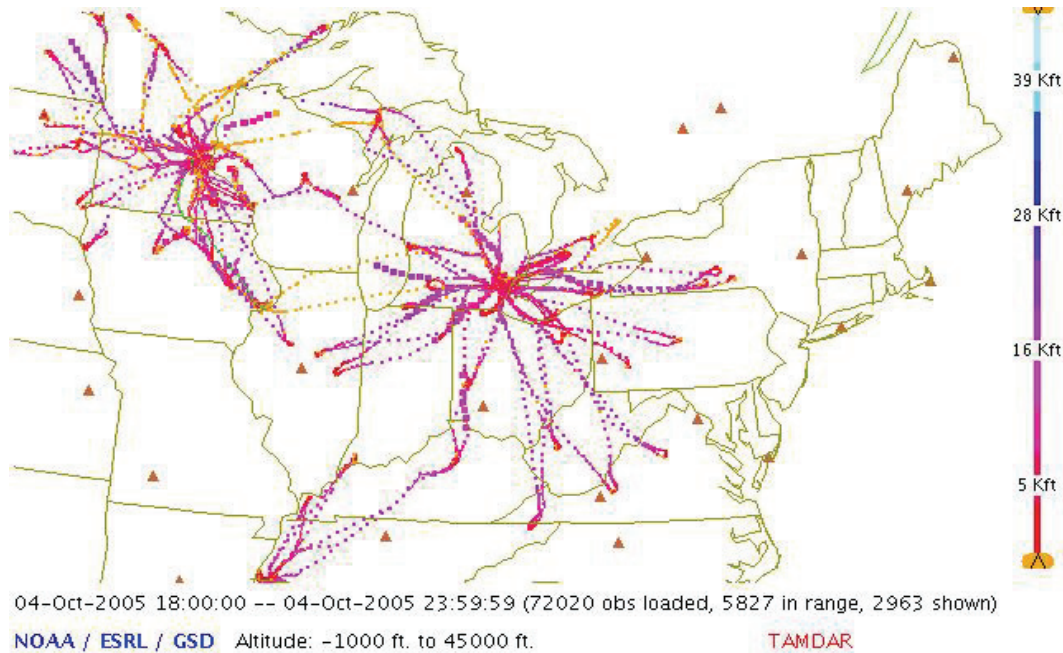 39 Kft
28 Kft
16 Kft
5 Kft
04-Oct-2005 18:00:00 -- 04-Oct-2005 23:59:59 (72020 obs loaded, 5827 in range, 2963 shown)
NOAA / ESRL / GSD Altitude: -1000 ft. to 45000 ft. TAMDAR